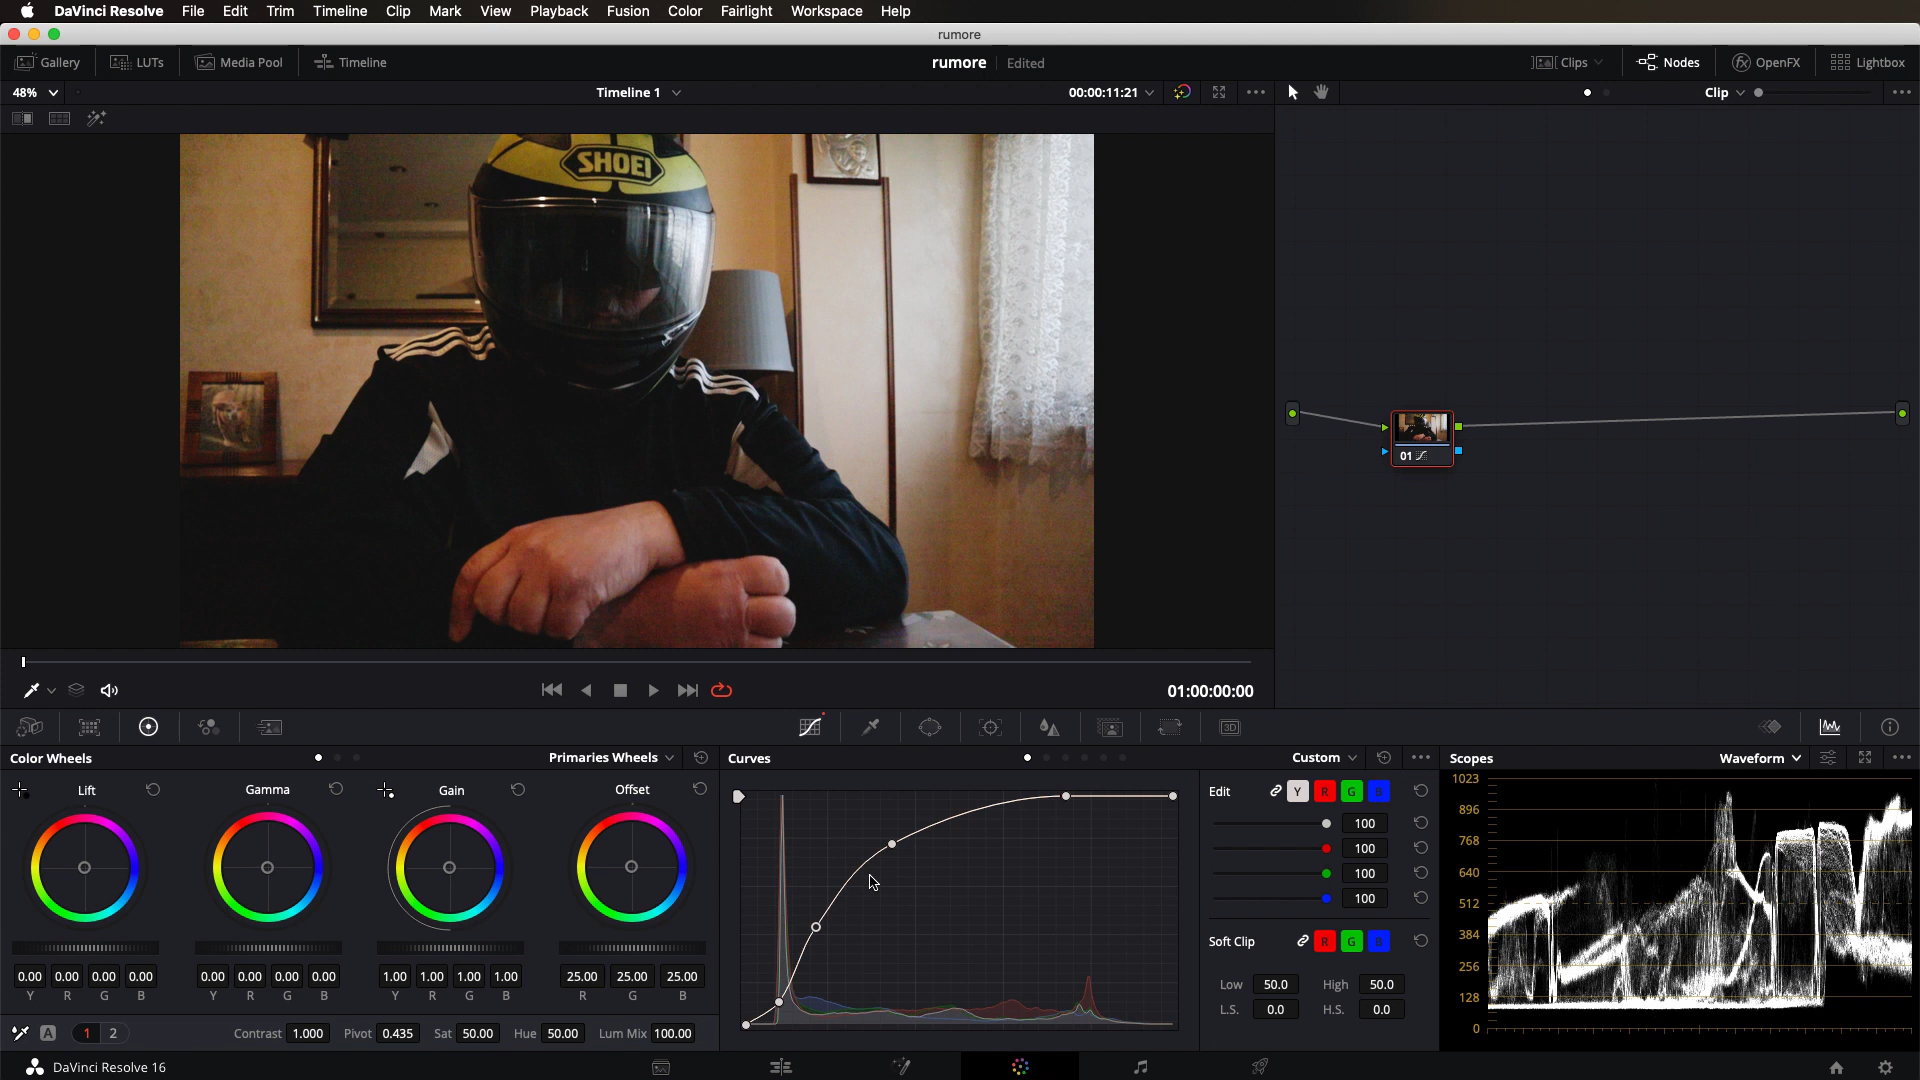 DaVinci Resolve File Edit Trim Timeline Clip Mark View Playback Fusion Color Fairlight Workspace Help
rumore
Gallery LUTs Media Pool Timeline rumore Edited Clips Nodes fx OpenFX Lightbox
48% Timeline 1 00:00:11:21 Clip
SHOEI
01
01:00:00:00
3D
Color Wheels Primaries Wheels Curves Custom Scopes Waveform
Lift Gamma Gain Offset
Edit Y R G B
100
100
100
100
Soft Clip R G B
Low 50.0 High 50.0
L.S. 0.0 H.S. 0.0
0.00 0.00 0.00 0.00 0.00 0.00 0.00 0.00 1.00 1.00 1.00 1.00 25.00 25.00 25.00
Y R G B Y R G B Y R G B R G B
A 1 2 Contrast 1.000 Pivot 0.435 Sat 50.00 Hue 50.00 Lum Mix 100.00
1023
896
768
640
512
384
256
128
0
DaVinci Resolve 16